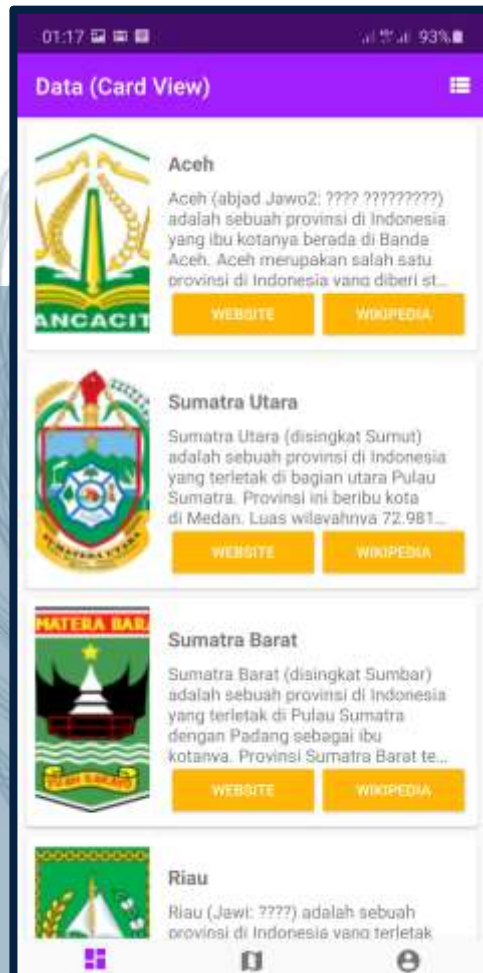 01:17 93%
Data (Card View)
ANCACIT
Aceh
Aceh (abjad Jawo2: ???? ?????????)
adalah sebuah provinsi di Indonesia
yang ibu kotanya berada di Banda
Aceh. Aceh merupakan salah satu
provinsi di Indonesia yang diberi st...
WEBSITE WIKIPEDIA
SUMATERA UTARA
Sumatra Utara
Sumatra Utara (disingkat Sumut)
adalah sebuah provinsi di Indonesia
yang terletak di bagian utara Pulau
Sumatra. Provinsi ini beribu kota
di Medan. Luas wilayahnya 72.981...
WEBSITE WIKIPEDIA
MATERA BAR
Sumatra Barat
Sumatra Barat (disingkat Sumbar)
adalah sebuah provinsi di Indonesia
yang terletak di Pulau Sumatra
dengan Padang sebagai ibu
kotanya. Provinsi Sumatra Barat te...
WEBSITE WIKIPEDIA
Riau
Riau (Jawi: ????) adalah sebuah
provinsi di Indonesia yang terletak